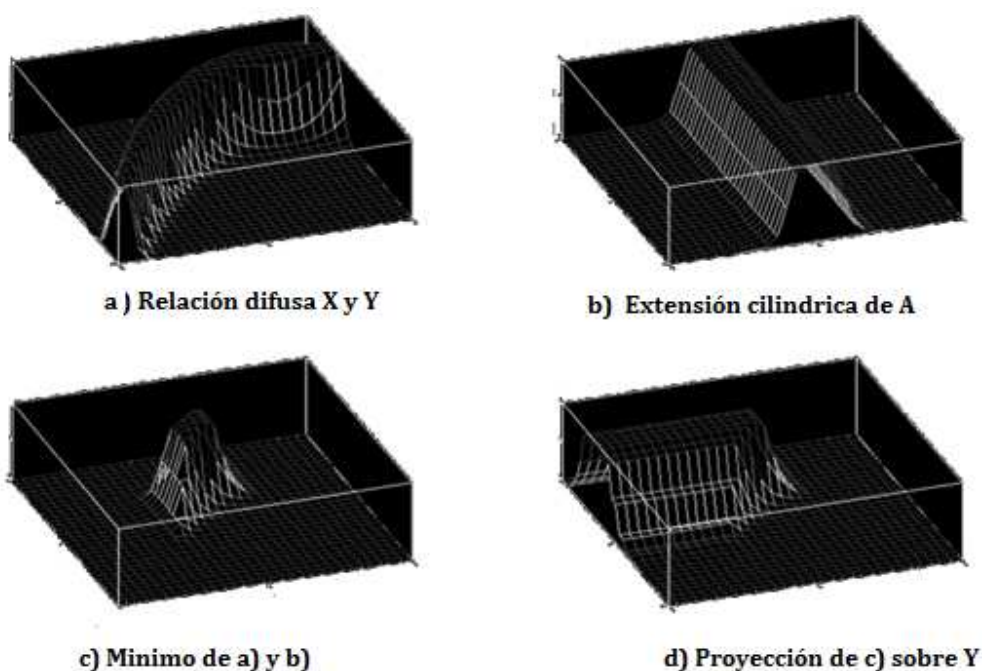 a ) Relación difusa X y Y
b) Extensión cilindrica de A
c) Minimo de a) y b)
d) Proyección de c) sobre Y